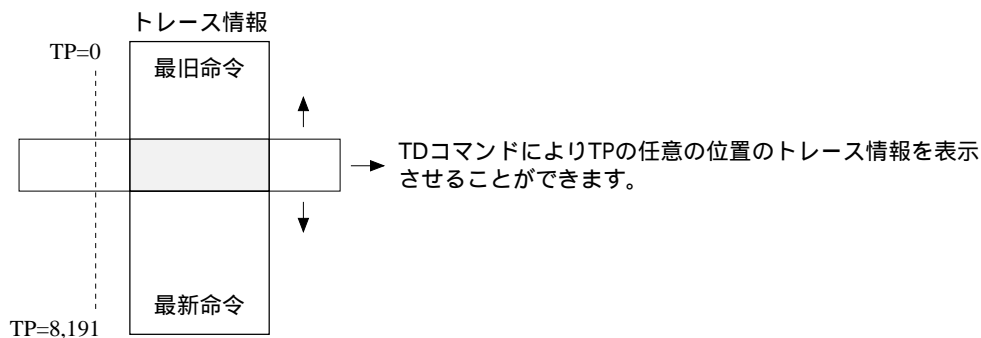 トレース情報
TP=0
最旧命令
TDコマンドによりTPの任意の位置のトレース情報を表示
させることができます。
最新命令
TP=8,191